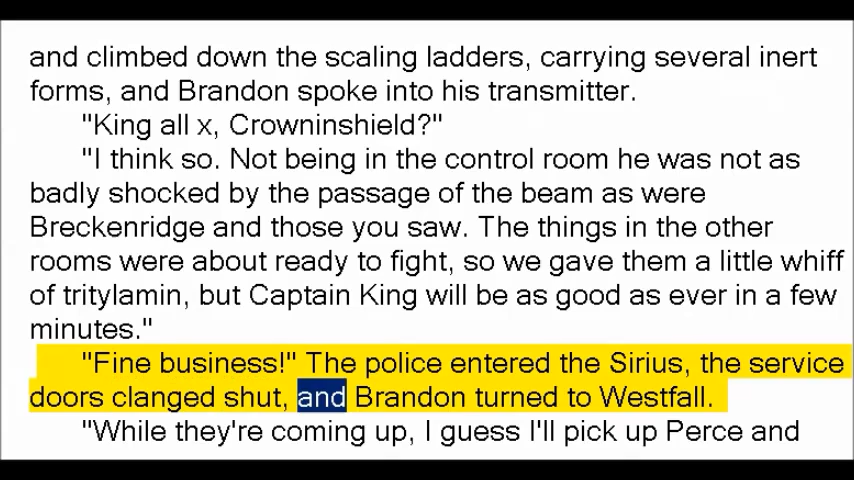 and climbed down the scaling ladders, carrying several inert
forms, and Brandon spoke into his transmitter.
"King all x, Crowninshield?"
"I think so. Not being in the control room he was not as
badly shocked by the passage of the beam as were
Breckenridge and those you saw. The things in the other
rooms were about ready to fight, so we gave them a little whiff
of tritylamin, but Captain King will be as good as ever in a few
minutes."
"Fine business!" The police entered the Sirius, the service
doors clanged shut, and Brandon turned to Westfall.
"While they're coming up, I guess I'll pick up Perce and